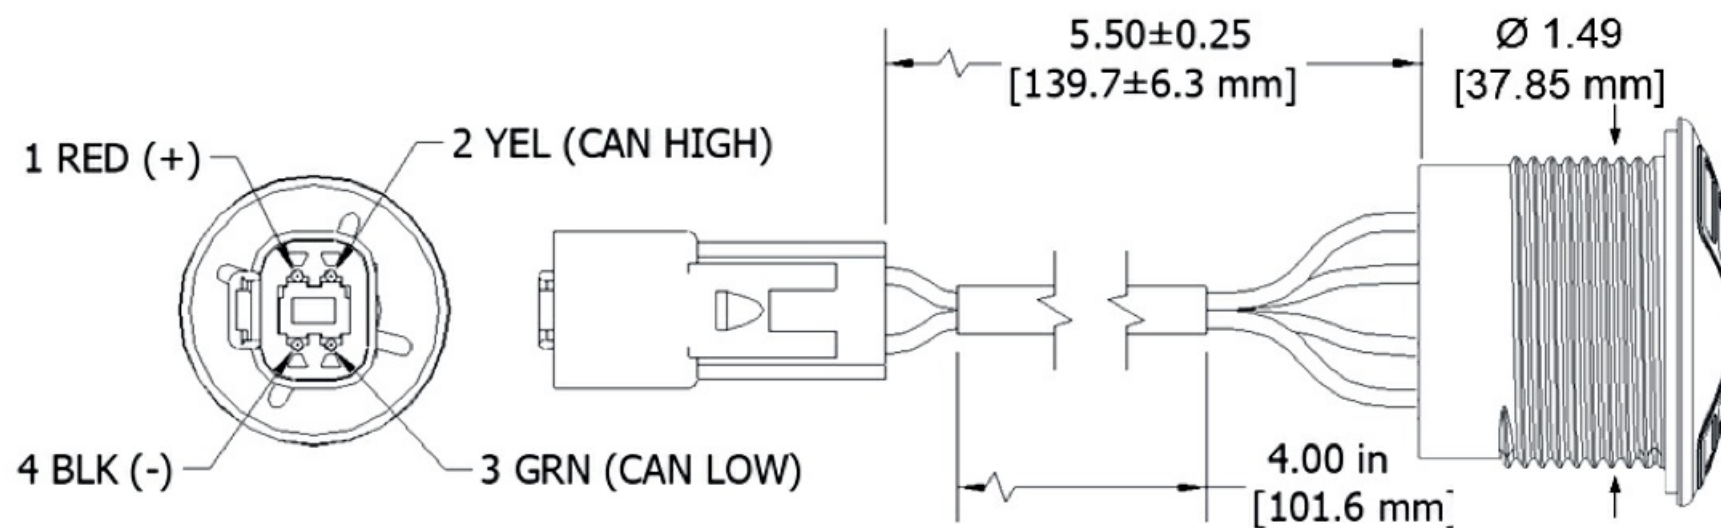 5.50±0.25
[139.7±6.3 mm]
Ø 1.49
[37.85 mm]
1 RED (+)
2 YEL (CAN HIGH)
4 BLK (-)
3 GRN (CAN LOW)
4.00 in
[101.6 mm]